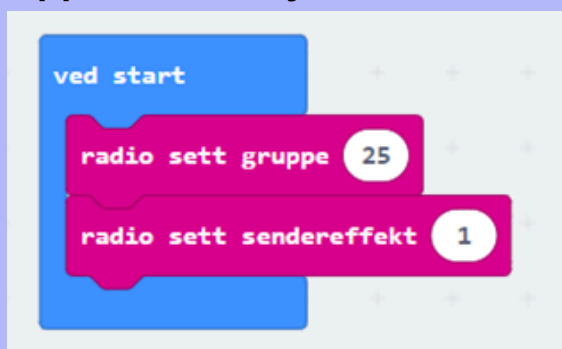 ved start
radio sett gruppe 25
radio sett sendereffekt 1